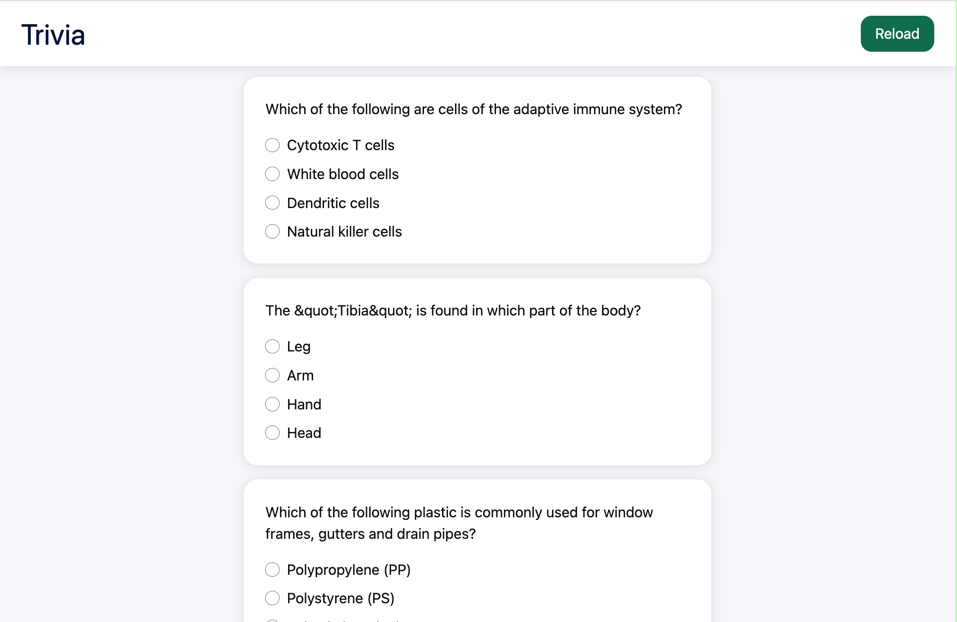 Trivia
Reload
Which of the following are cells of the adaptive immune system?
Cytotoxic T cells
White blood cells
Dendritic cells
Natural killer cells
The &quot;Tibia&quot; is found in which part of the body?
Leg
Arm
Hand
Head
Which of the following plastic is commonly used for window
frames, gutters and drain pipes?
Polypropylene (PP)
Polystyrene (PS)